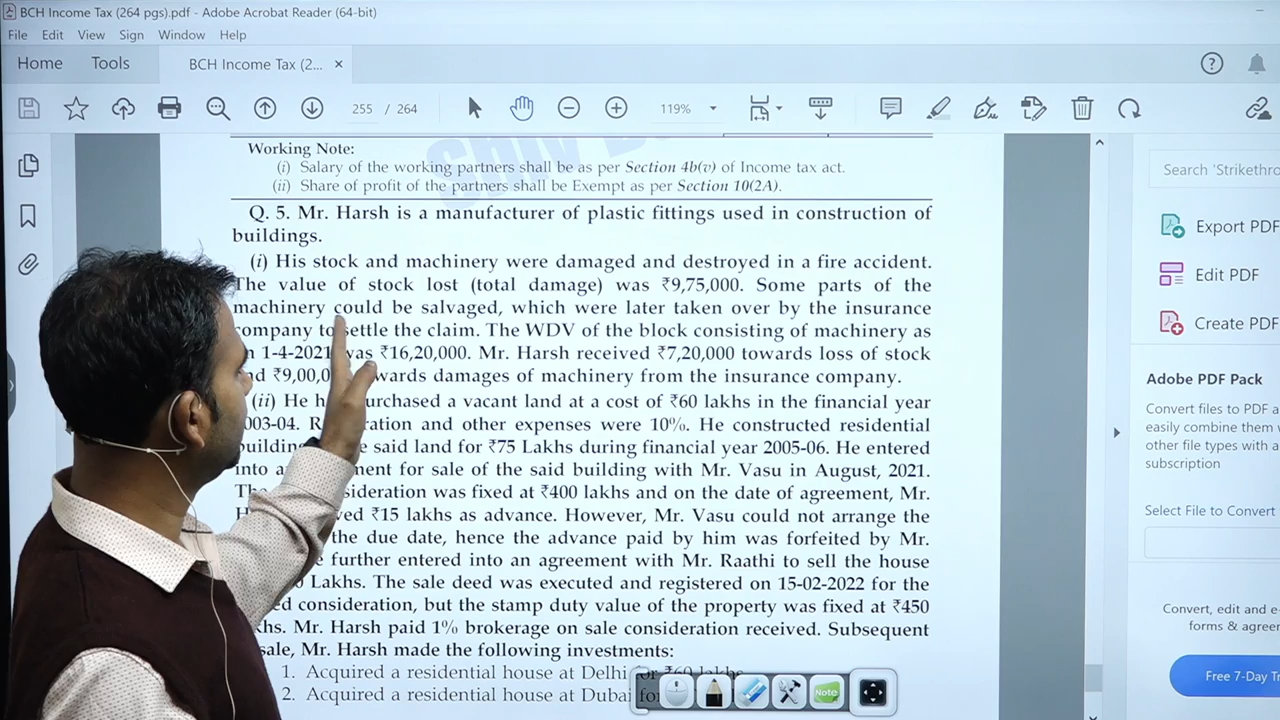 BCH Income Tax (264 pgs).pdf - Adobe Acrobat Reader (64-bit)
File Edit View Sign Window Help
Home Tools BCH Income Tax (2... ×
255 / 264 119%
Working Note:
(i) Salary of the working partners shall be as per Section 4b(v) of Income tax act.
(ii) Share of profit of the partners shall be Exempt as per Section 10(2A).
Q. 5. Mr. Harsh is a manufacturer of plastic fittings used in construction of
buildings.
(i) His stock and machinery were damaged and destroyed in a fire accident.
The value of stock lost (total damage) was ₹9,75,000. Some parts of the
machinery could be salvaged, which were later taken over by the insurance
company to settle the claim. The WDV of the block consisting of machinery as
1-4-2021 was ₹16,20,000. Mr. Harsh received ₹7,20,000 towards loss of stock
₹9,00,0 wards damages of machinery from the insurance company.
(ii) He h urchased a vacant land at a cost of ₹60 lakhs in the financial year
003-04. R ration and other expenses were 10%. He constructed residential
uilding e said land for ₹75 Lakhs during financial year 2005-06. He entered
into a ment for sale of the said building with Mr. Vasu in August, 2021.
Th sideration was fixed at ₹400 lakhs and on the date of agreement, Mr.
H ved ₹15 lakhs as advance. However, Mr. Vasu could not arrange the
the due date, hence the advance paid by him was forfeited by Mr.
further entered into an agreement with Mr. Raathi to sell the house
Lakhs. The sale deed was executed and registered on 15-02-2022 for the
ed consideration, but the stamp duty value of the property was fixed at ₹450
khs. Mr. Harsh paid 1% brokerage on sale consideration received. Subsequent
sale, Mr. Harsh made the following investments:
1. Acquired a residential house at Delhi for ₹60 lakhs
2. Acquired a residential house at Dubai fo
Note
Search 'Strikethro
Export PDF
Edit PDF
Create PDF
Adobe PDF Pack
Convert files to PDF a
easily combine them
other file types with a
subscription
Select File to Convert
Convert, edit and e-
forms & agreer
Free 7-Day Tr